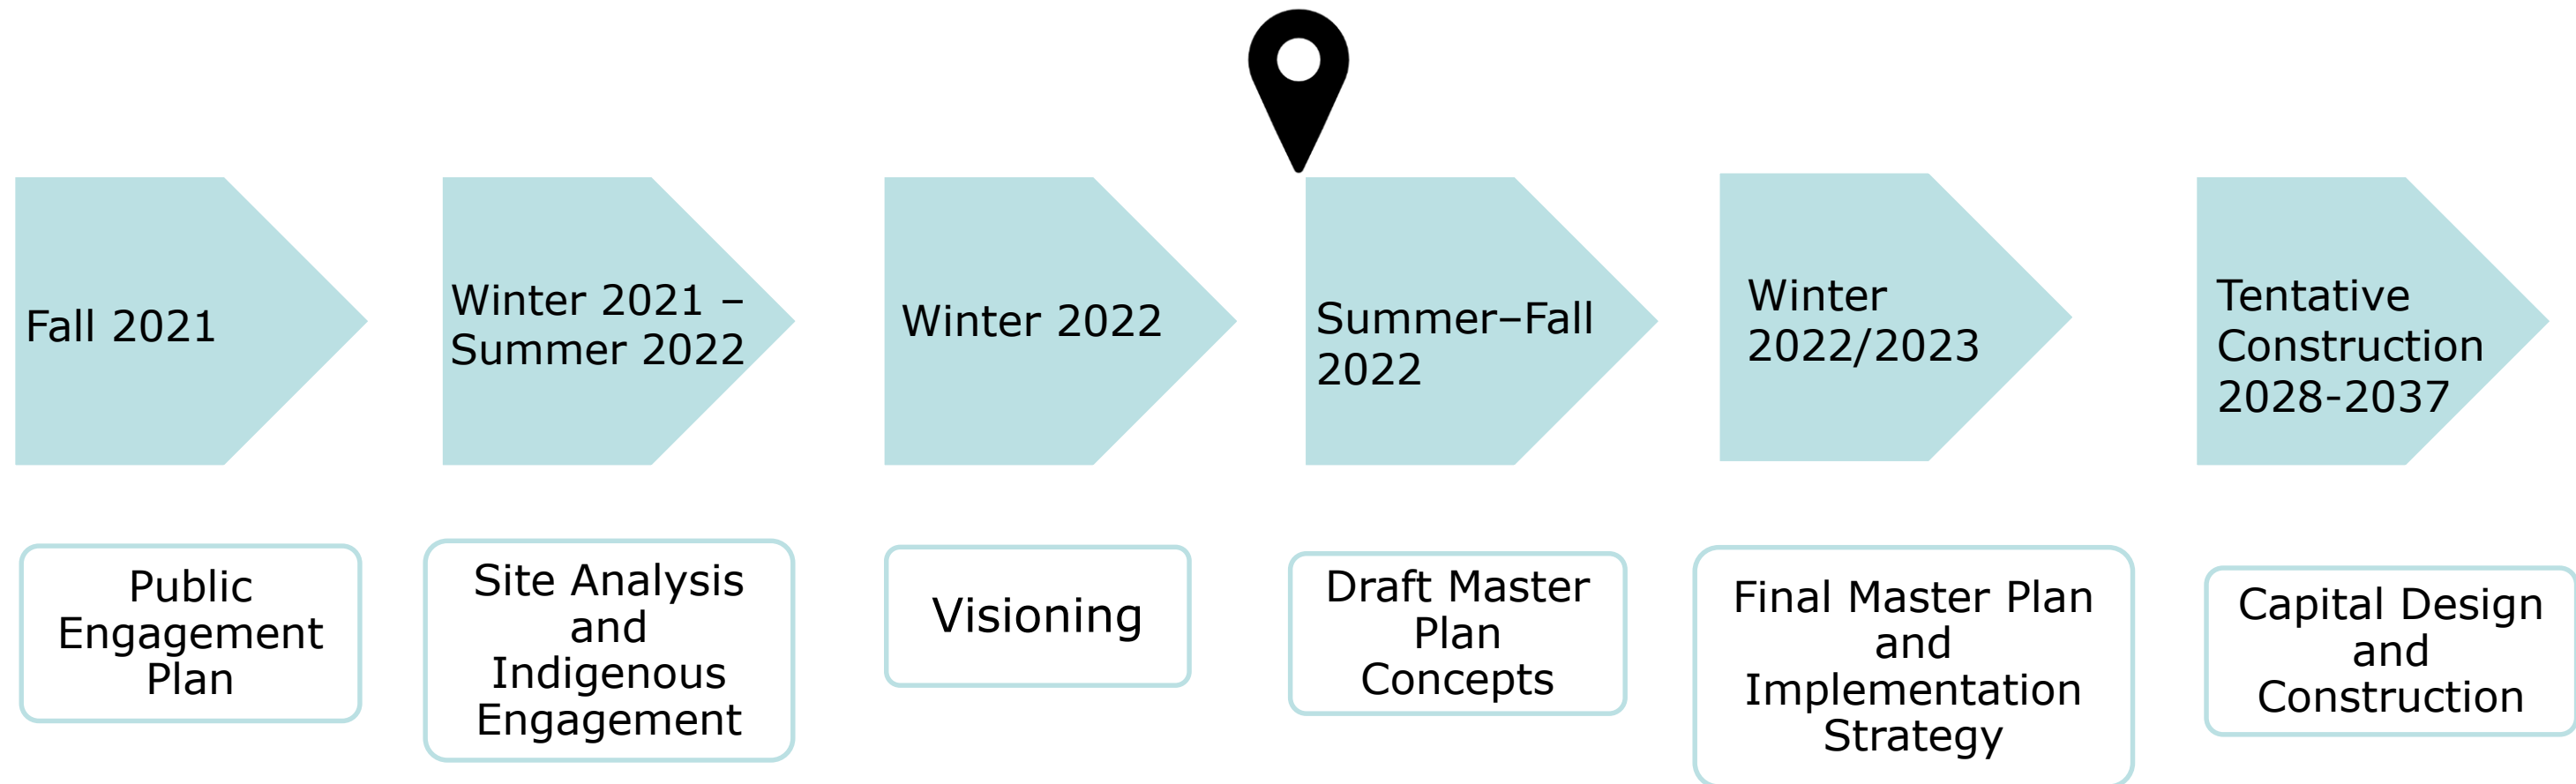 Fall 2021
Winter 2021 –
Summer 2022
Winter 2022
Summer–Fall
2022
Winter
2022/2023
Tentative
Construction
2028-2037
Public
Engagement
Plan
Site Analysis
and
Indigenous
Engagement
Visioning
Draft Master
Plan
Concepts
Final Master Plan
and
Implementation
Strategy
Capital Design
and
Construction